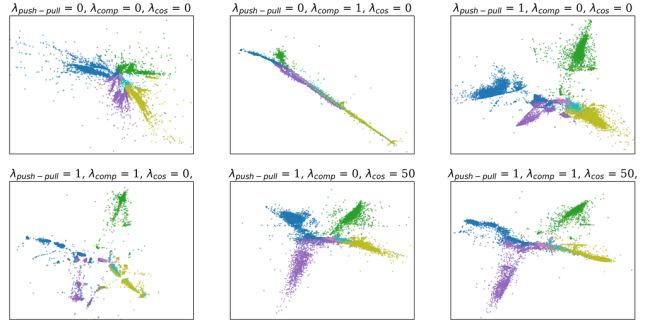 λpush−pull = 0, λcomp = 0, λcos = 0
λpush−pull = 0, λcomp = 1, λcos = 0
λpush−pull = 1, λcomp = 0, λcos = 0
λpush−pull = 1, λcomp = 1, λcos = 0,
λpush−pull = 1, λcomp = 0, λcos = 50
λpush−pull = 1, λcomp = 1, λcos = 50,